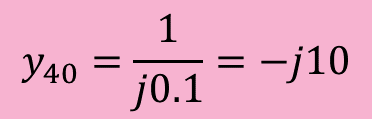 y₄₀ = 1/j0.1 = −j10